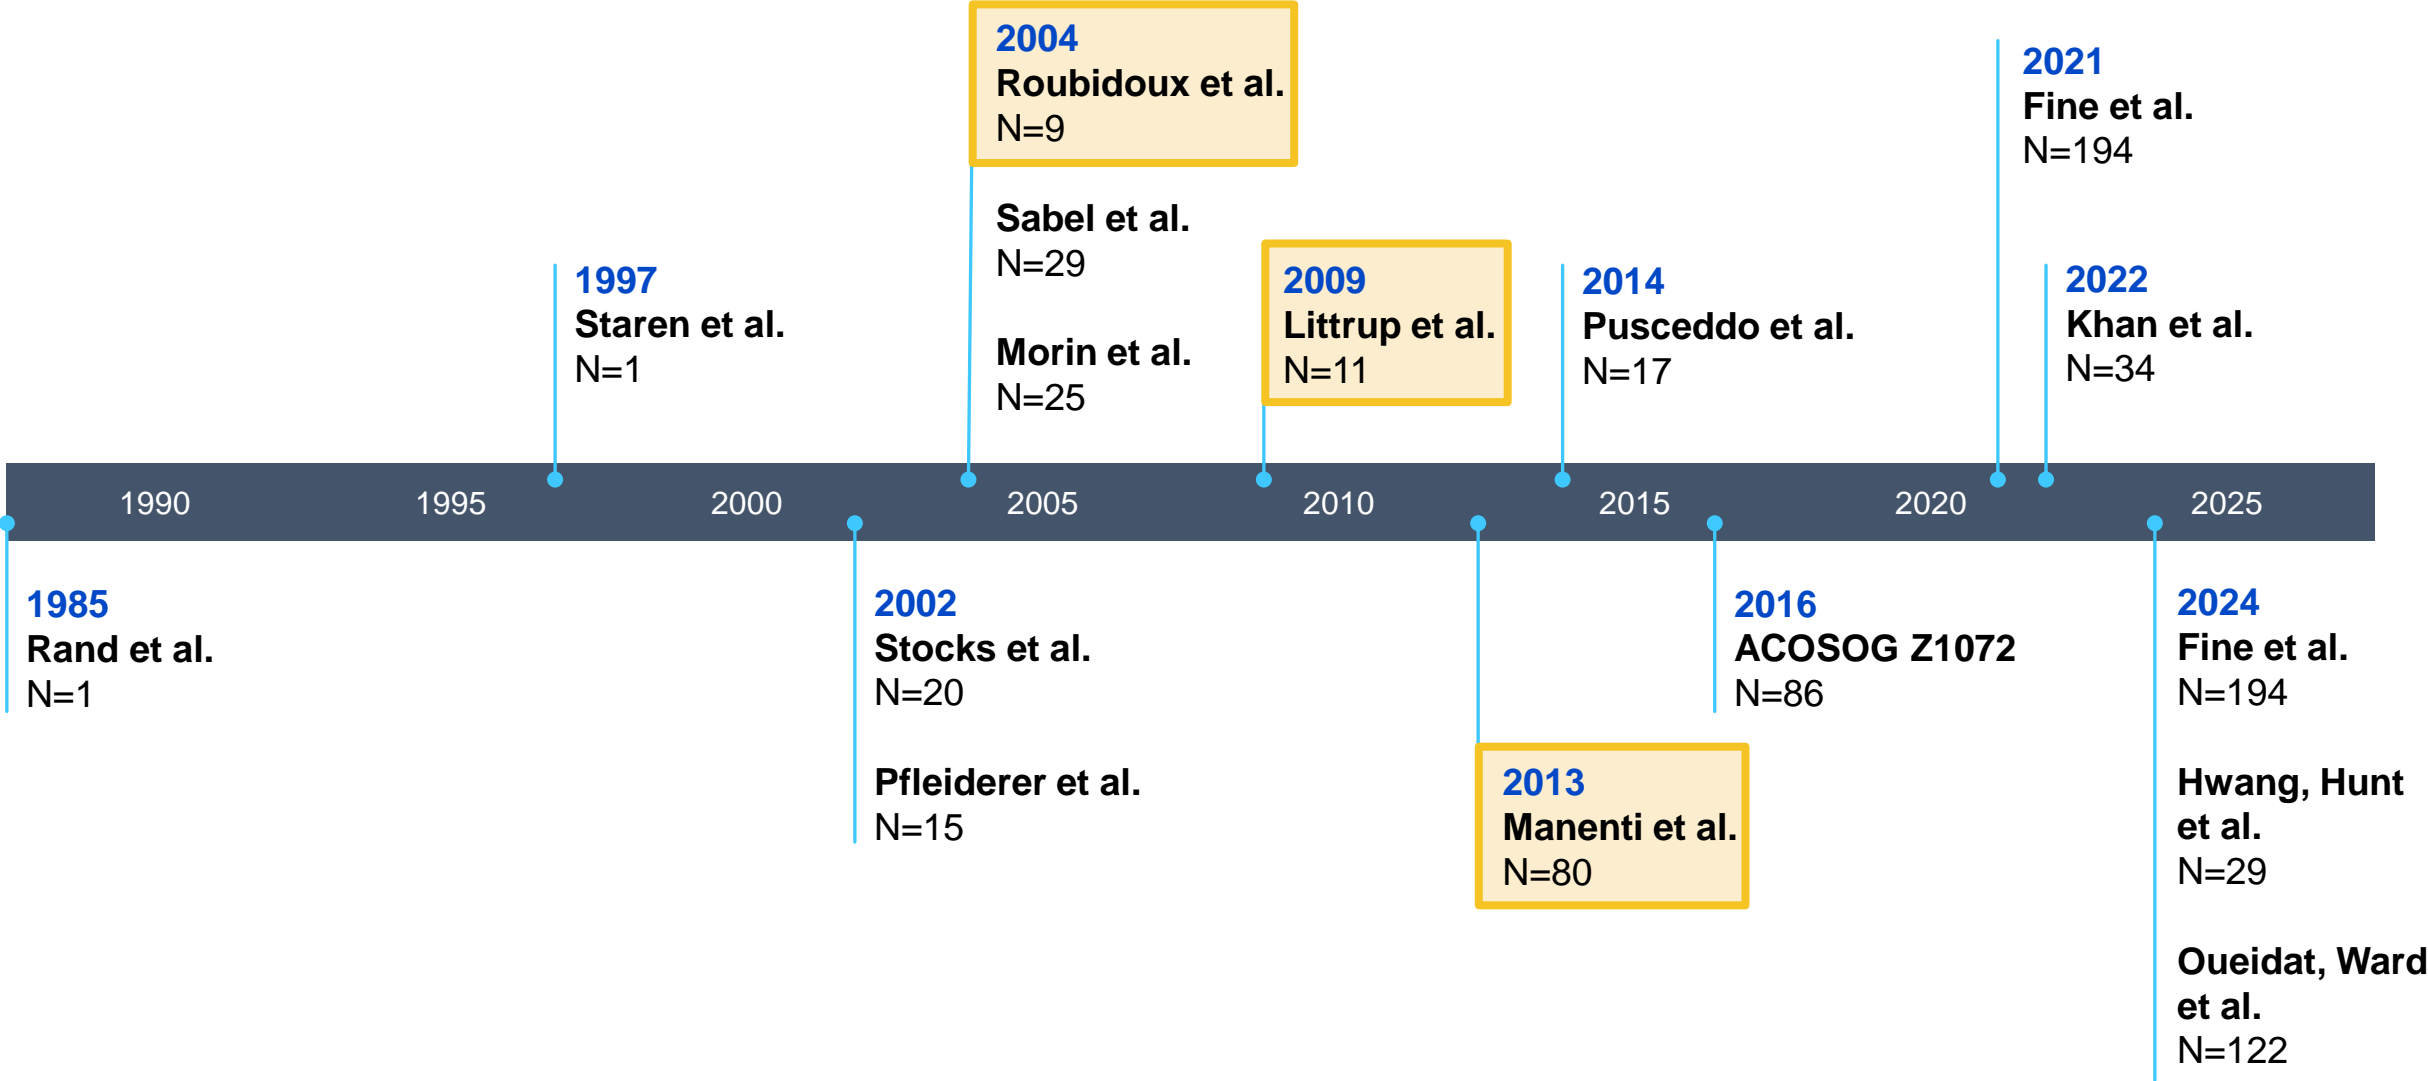 2004
Roubidoux et al.
N=9
Sabel et al.
N=29
Morin et al.
N=25
2021
Fine et al.
N=194
1997
Staren et al.
N=1
2009
Littrup et al.
N=11
2014
Pusceddo et al.
N=17
2022
Khan et al.
N=34
1990 1995 2000 2005 2010 2015 2020 2025
1985
Rand et al.
N=1
2002
Stocks et al.
N=20
Pfleiderer et al.
N=15
2013
Manenti et al.
N=80
2016
ACOSOG Z1072
N=86
2024
Fine et al.
N=194
Hwang, Hunt
et al.
N=29
Oueidat, Ward
et al.
N=122